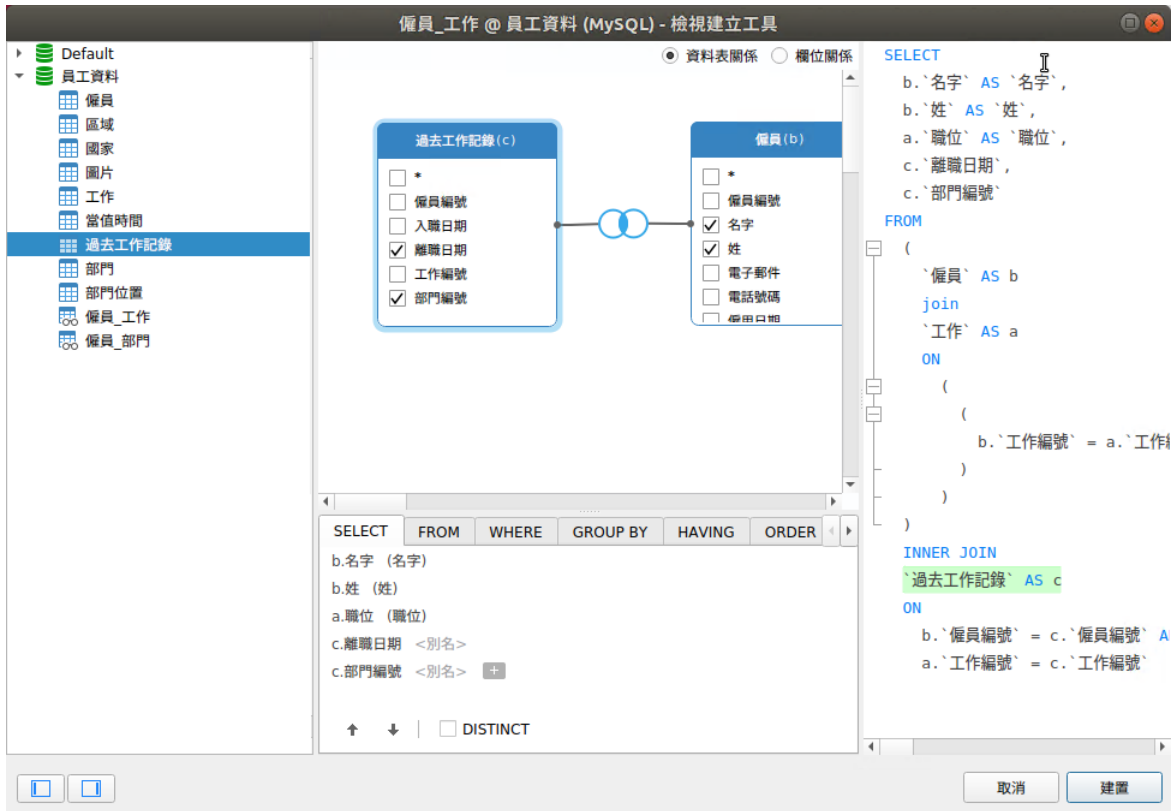 僱員_工作 @ 員工資料 (MySQL) - 檢視建立工具
Default
員工資料
僱員
區域
國家
圖片
工作
當值時間
過去工作記錄
部門
部門位置
僱員_工作
僱員_部門
資料表關係 欄位關係
過去工作記錄(c)
*
僱員編號
入職日期
離職日期
工作編號
部門編號
僱員(b)
*
僱員編號
名字
姓
電子郵件
電話號碼
僱用日期
SELECT FROM WHERE GROUP BY HAVING ORDER
b.名字 (名字)
b.姓 (姓)
a.職位 (職位)
c.離職日期 <別名>
c.部門編號 <別名> +
DISTINCT
SELECT
b.`名字` AS `名字`,
b.`姓` AS `姓`,
a.`職位` AS `職位`,
c.`離職日期`,
c.`部門編號`
FROM
(
`僱員` AS b
join
`工作` AS a
ON
(
(
b.`工作編號` = a.`工作
)
)
)
INNER JOIN
`過去工作記錄` AS c
ON
b.`僱員編號` = c.`僱員編號` A
a.`工作編號` = c.`工作編號`
取消 建置